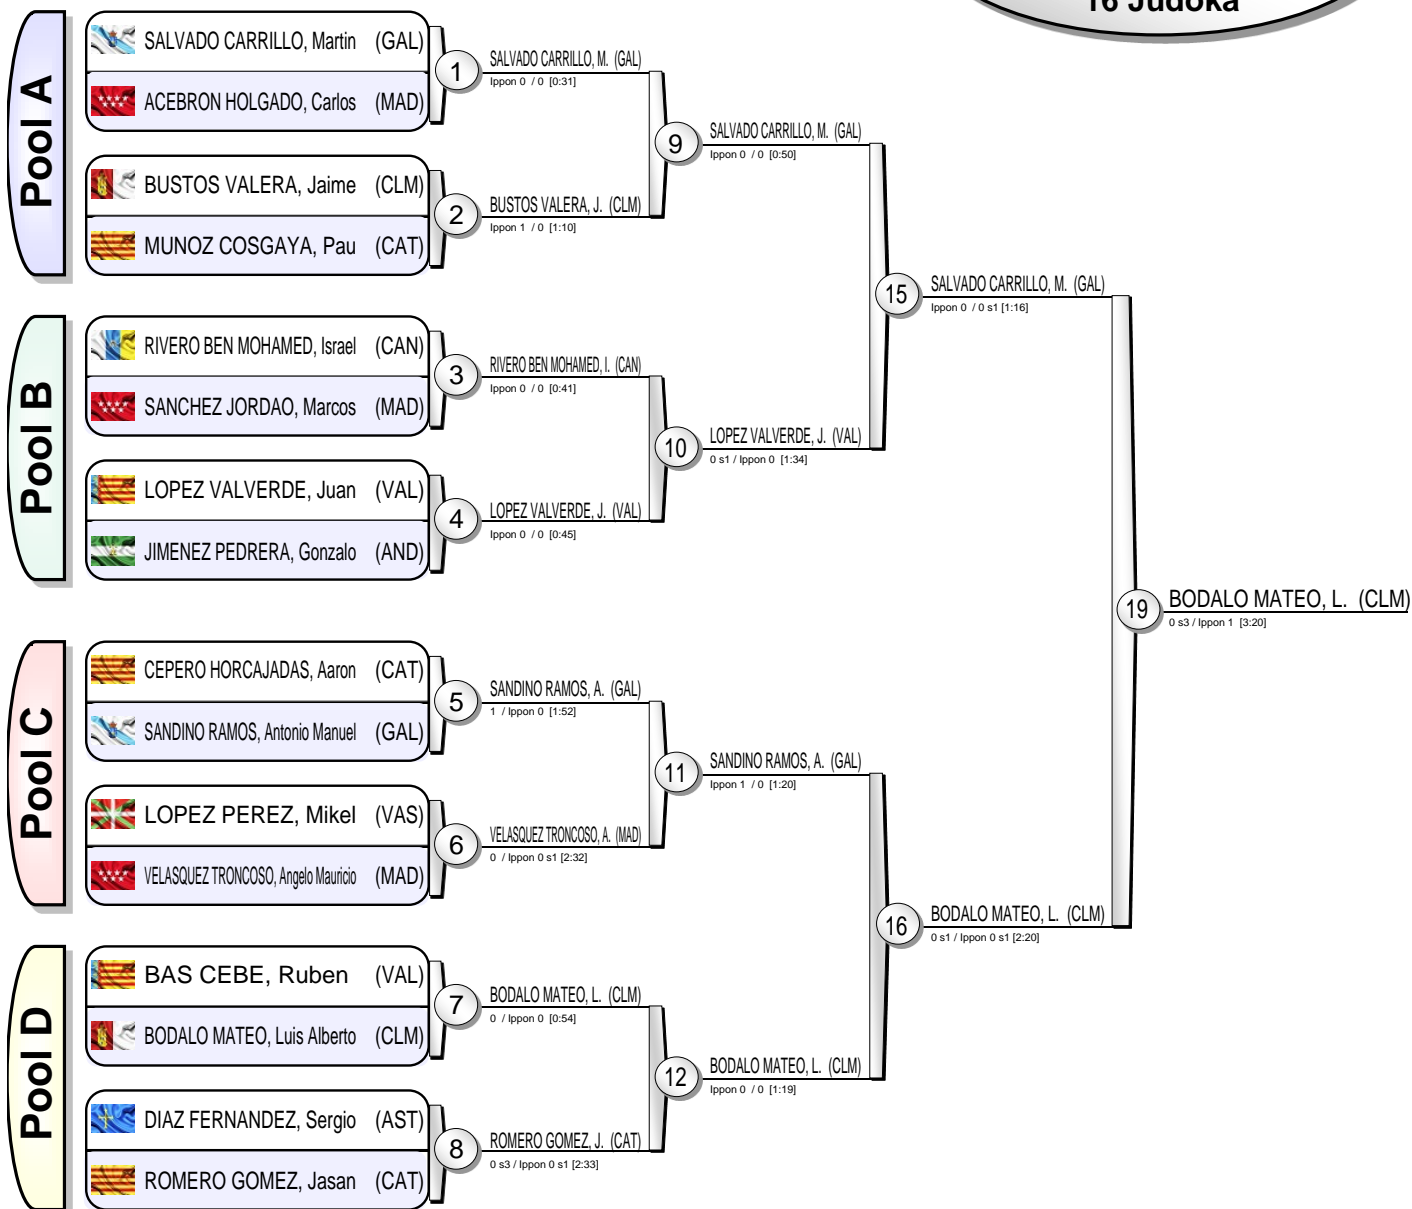 16 Judoka
Pool A
SALVADO CARRILLO, Martin (GAL)
ACEBRON HOLGADO, Carlos (MAD)
BUSTOS VALERA, Jaime (CLM)
MUNOZ COSGAYA, Pau (CAT)
1
SALVADO CARRILLO, M. (GAL)
Ippon 0 / 0 [0:31]
2
BUSTOS VALERA, J. (CLM)
Ippon 1 / 0 [1:10]
9
SALVADO CARRILLO, M. (GAL)
Ippon 0 / 0 [0:50]
Pool B
RIVERO BEN MOHAMED, Israel (CAN)
SANCHEZ JORDAO, Marcos (MAD)
LOPEZ VALVERDE, Juan (VAL)
JIMENEZ PEDRERA, Gonzalo (AND)
3
RIVERO BEN MOHAMED, I. (CAN)
Ippon 0 / 0 [0:41]
4
LOPEZ VALVERDE, J. (VAL)
Ippon 0 / 0 [0:45]
10
LOPEZ VALVERDE, J. (VAL)
0 s1 / Ippon 0 [1:34]
15
SALVADO CARRILLO, M. (GAL)
Ippon 0 / 0 s1 [1:16]
Pool C
CEPERO HORCAJADAS, Aaron (CAT)
SANDINO RAMOS, Antonio Manuel (GAL)
LOPEZ PEREZ, Mikel (VAS)
VELASQUEZ TRONCOSO, Angelo Mauricio (MAD)
5
SANDINO RAMOS, A. (GAL)
1 / Ippon 0 [1:52]
6
VELASQUEZ TRONCOSO, A. (MAD)
0 / Ippon 0 s1 [2:32]
11
SANDINO RAMOS, A. (GAL)
Ippon 1 / 0 [1:20]
Pool D
BAS CEBE, Ruben (VAL)
BODALO MATEO, Luis Alberto (CLM)
DIAZ FERNANDEZ, Sergio (AST)
ROMERO GOMEZ, Jasan (CAT)
7
BODALO MATEO, L. (CLM)
0 / Ippon 0 [0:54]
8
ROMERO GOMEZ, J. (CAT)
0 s3 / Ippon 0 s1 [2:33]
12
BODALO MATEO, L. (CLM)
Ippon 0 / 0 [1:19]
16
BODALO MATEO, L. (CLM)
0 s1 / Ippon 0 s1 [2:20]
19
BODALO MATEO, L. (CLM)
0 s3 / Ippon 1 [3:20]